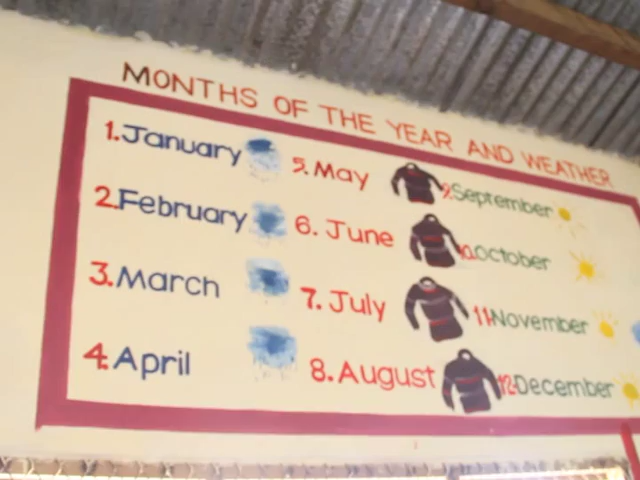 MONTHS OF THE YEAR AND WEATHER
1.January
2.February
3.March
4.April
5.May
6.June
7.July
8.August
9.September
10.October
11.November
12.December